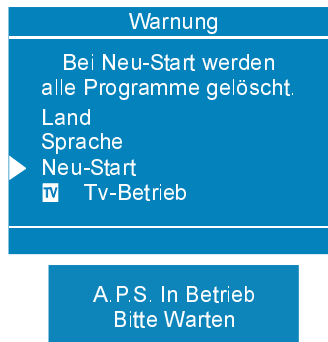 Warnung
Bei Neu-Start werden
alle Programme gelöscht.
Land
Sprache
Neu-Start
TV Tv-Betrieb
A.P.S. In Betrieb
Bitte Warten